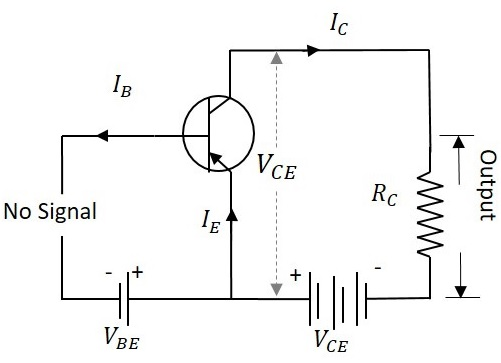 I_C
I_B
V_CE
Output
R_C
No Signal
I_E
- +
+ -
V_BE
V_CE